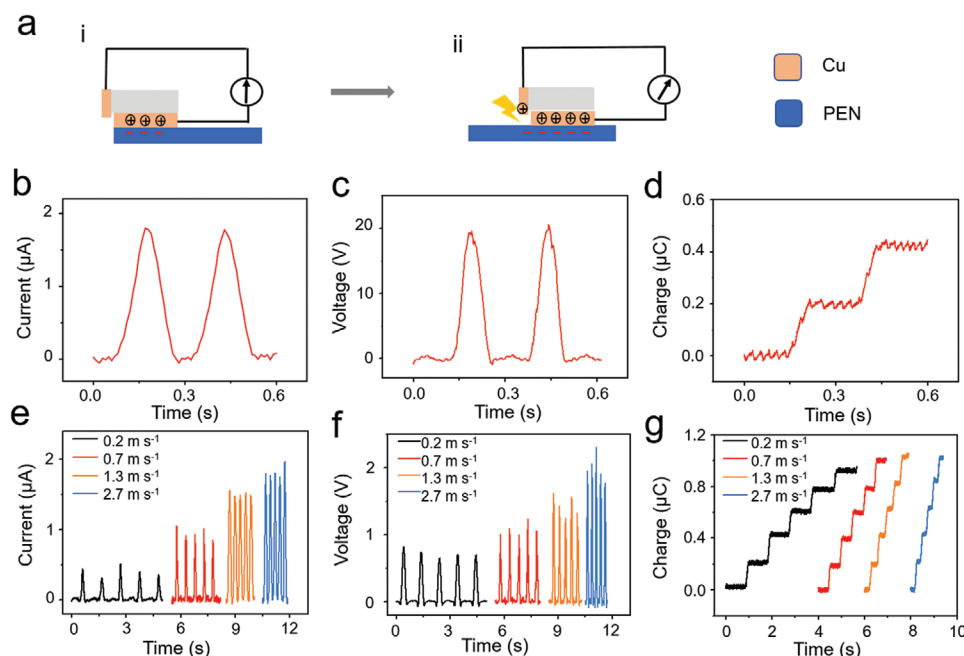 a
i
ii
Cu
PEN
b
Current (μA)
2
1
0
0.0 0.3 0.6
Time (s)
c
Voltage (V)
20
10
0
0.0 0.3 0.6
Time (s)
d
Charge (μC)
0.6
0.4
0.2
0.0
0.0 0.3 0.6
Time (s)
e
Current (μA)
0.2 m s⁻¹
0.7 m s⁻¹
1.3 m s⁻¹
2.7 m s⁻¹
2
1
0
0 3 6 9 12
Time (s)
f
Voltage (V)
0.2 m s⁻¹
0.7 m s⁻¹
1.3 m s⁻¹
2.7 m s⁻¹
2
1
0
0 3 6 9 12
Time (s)
g
Charge (μC)
0.2 m s⁻¹
0.7 m s⁻¹
1.3 m s⁻¹
2.7 m s⁻¹
1.2
0.8
0.4
0.0
0 2 4 6 8 10
Time (s)